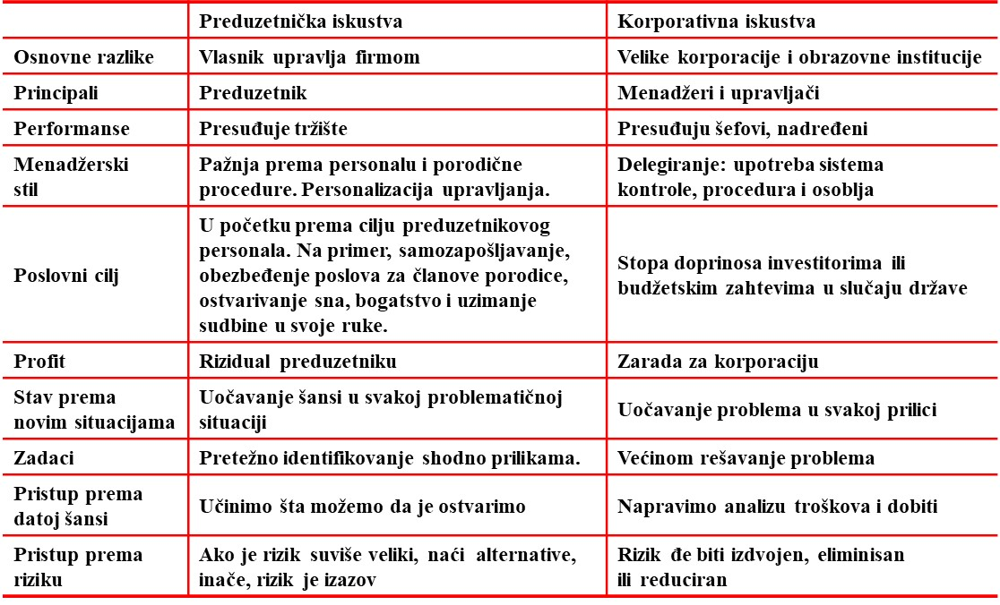 Preduzetnička iskustva
Korporativna iskustva
Osnovne razlike
Vlasnik upravlja firmom
Velike korporacije i obrazovne institucije
Principali
Preduzetnik
Menadžeri i upravljači
Performanse
Presuđuje tržište
Presuđuju šefovi, nadređeni
Menadžerski
stil
Pažnja prema personalu i porodične
procedure. Personalizacija upravljanja.
Delegiranje: upotreba sistema
kontrole, procedura i osoblja
Poslovni cilj
U početku prema cilju preduzetnikovog
personala. Na primer, samozapošljavanje,
obezbeđenje poslova za članove porodice,
ostvarivanje sna, bogatstvo i uzimanje
sudbine u svoje ruke.
Stopa doprinosa investitorima ili
budžetskim zahtevima u slučaju države
Profit
Rizidual preduzetniku
Zarada za korporaciju
Stav prema
novim situacijama
Uočavanje šansi u svakoj problematičnoj
situaciji
Uočavanje problema u svakoj prilici
Zadaci
Pretežno identifikovanje shodno prilikama.
Većinom rešavanje problema
Pristup prema
datoj šansi
Učinimo šta možemo da je ostvarimo
Napravimo analizu troškova i dobiti
Pristup prema
riziku
Ako je rizik suviše veliki, naći alternative,
inače, rizik je izazov
Rizik đe biti izdvojen, eliminisan
ili reduciran